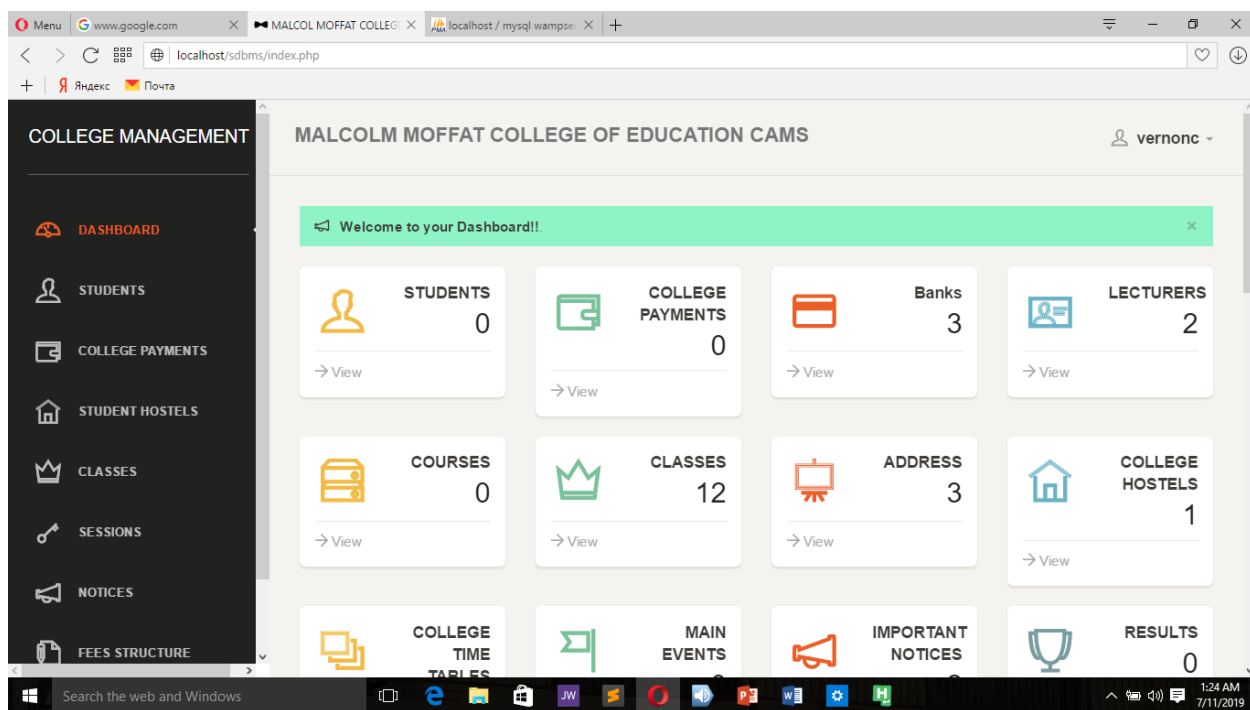 Menu
www.google.com
MALCOL MOFFAT COLLEG
localhost / mysql wampser
localhost/sdbms/index.php
Яндекс
Почта
COLLEGE MANAGEMENT
MALCOLM MOFFAT COLLEGE OF EDUCATION CAMS
vernonc
DASHBOARD
STUDENTS
COLLEGE PAYMENTS
STUDENT HOSTELS
CLASSES
SESSIONS
NOTICES
FEES STRUCTURE
Welcome to your Dashboard!!.
STUDENTS
0
View
COLLEGE
PAYMENTS
0
View
Banks
3
View
LECTURERS
2
View
COURSES
0
View
CLASSES
12
View
ADDRESS
3
View
COLLEGE
HOSTELS
1
View
COLLEGE
TIME
TABLES
MAIN
EVENTS
IMPORTANT
NOTICES
RESULTS
0
Search the web and Windows
JW
1:24 AM
7/11/2019